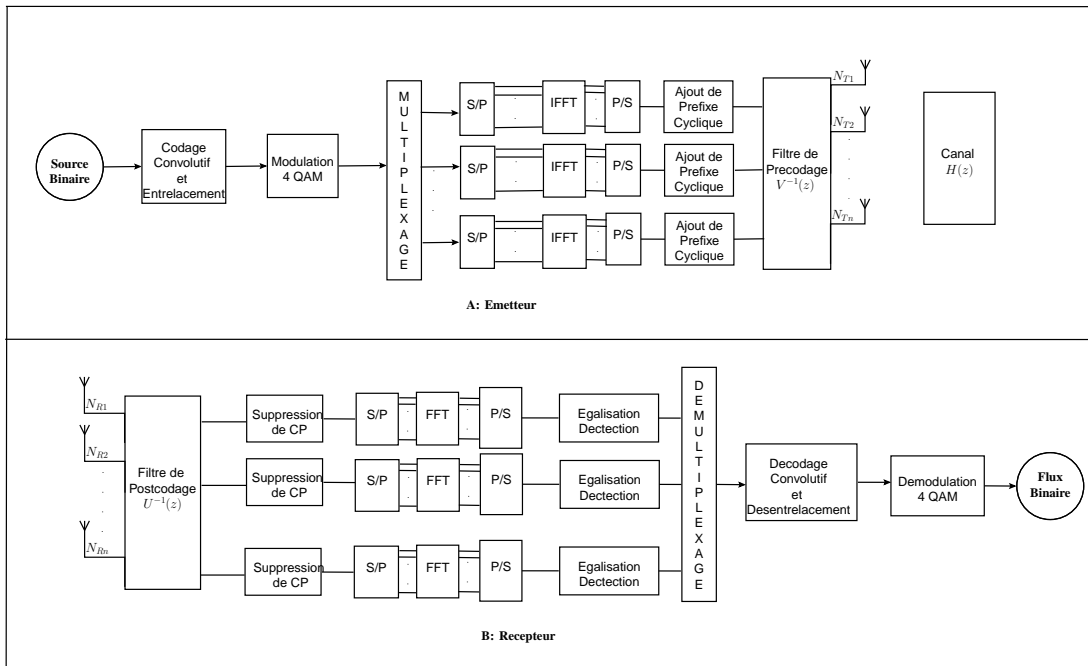 Source
Binaire
Codage
Convolutif
et
Entrelacement
Modulation
4 QAM
MULTIPLEXAGE
S/P
IFFT
P/S
Ajout de
Prefixe
Cyclique
S/P
IFFT
P/S
Ajout de
Prefixe
Cyclique
S/P
IFFT
P/S
Ajout de
Prefixe
Cyclique
Filtre de
Precodage
V⁻¹(z)
N_{T1}
N_{T2}
N_{Tn}
Canal
H(z)
A: Emetteur
N_{R1}
N_{R2}
N_{Rn}
Filtre de
Postcodage
U⁻¹(z)
Suppression
de CP
S/P
FFT
P/S
Egalisation
Dectection
Suppression
de CP
S/P
FFT
P/S
Egalisation
Dectection
Suppression
de CP
S/P
FFT
P/S
Egalisation
Dectection
DEMULTIPLEXAGE
Decodage
Convolutif
et
Desentrelacement
Demodulation
4 QAM
Flux
Binaire
B: Recepteur